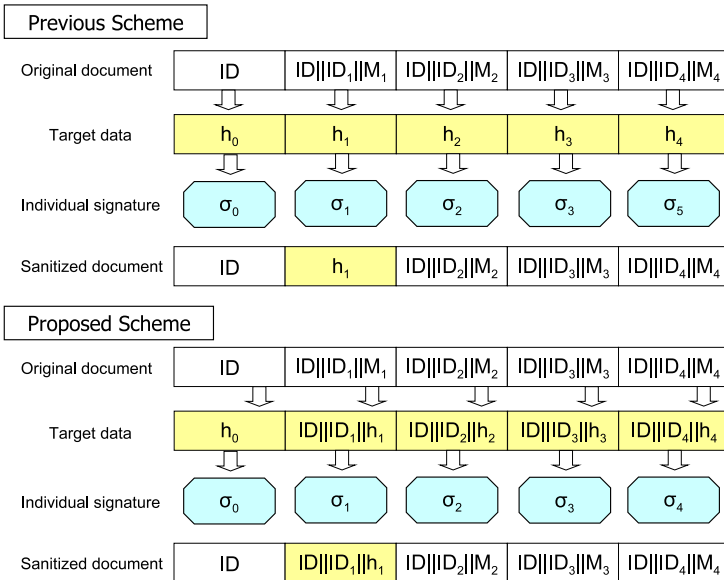 Previous Scheme
Original document ID ID||ID₁||M₁ ID||ID₂||M₂ ID||ID₃||M₃ ID||ID₄||M₄
Target data h₀ h₁ h₂ h₃ h₄
Individual signature σ₀ σ₁ σ₂ σ₃ σ₅
Sanitized document ID h₁ ID||ID₂||M₂ ID||ID₃||M₃ ID||ID₄||M₄
Proposed Scheme
Original document ID ID||ID₁||M₁ ID||ID₂||M₂ ID||ID₃||M₃ ID||ID₄||M₄
Target data h₀ ID||ID₁||h₁ ID||ID₂||h₂ ID||ID₃||h₃ ID||ID₄||h₄
Individual signature σ₀ σ₁ σ₂ σ₃ σ₄
Sanitized document ID ID||ID₁||h₁ ID||ID₂||M₂ ID||ID₃||M₃ ID||ID₄||M₄